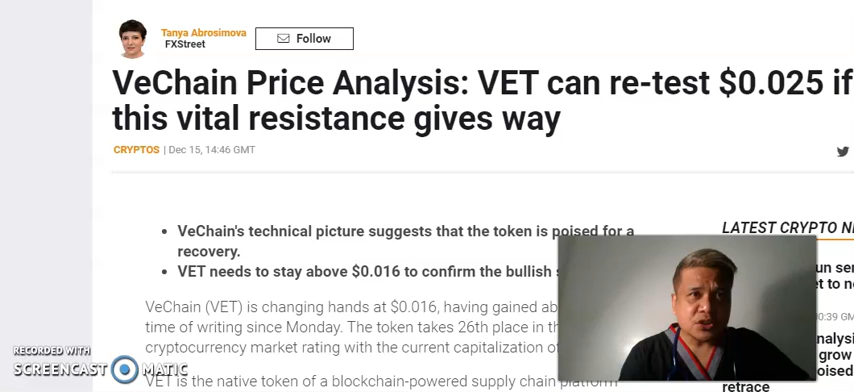 Tanya Abrosimova
FXStreet
Follow
VeChain Price Analysis: VET can re-test $0.025 if
this vital resistance gives way
CRYPTOS | Dec 15, 14:46 GMT
VeChain's technical picture suggests that the token is poised for a
recovery.
VET needs to stay above $0.016 to confirm the bullish
LATEST CRYPTO
VeChain (VET) is changing hands at $0.016, having gained
time of writing since Monday. The token takes 26th place in
cryptocurrency market rating with the current capitalization of
VET is the native token of a blockchain-powered supply chain platform
to n
:39 GM
grow
retrace
RECORDED WITH
SCREENCAST MATIC